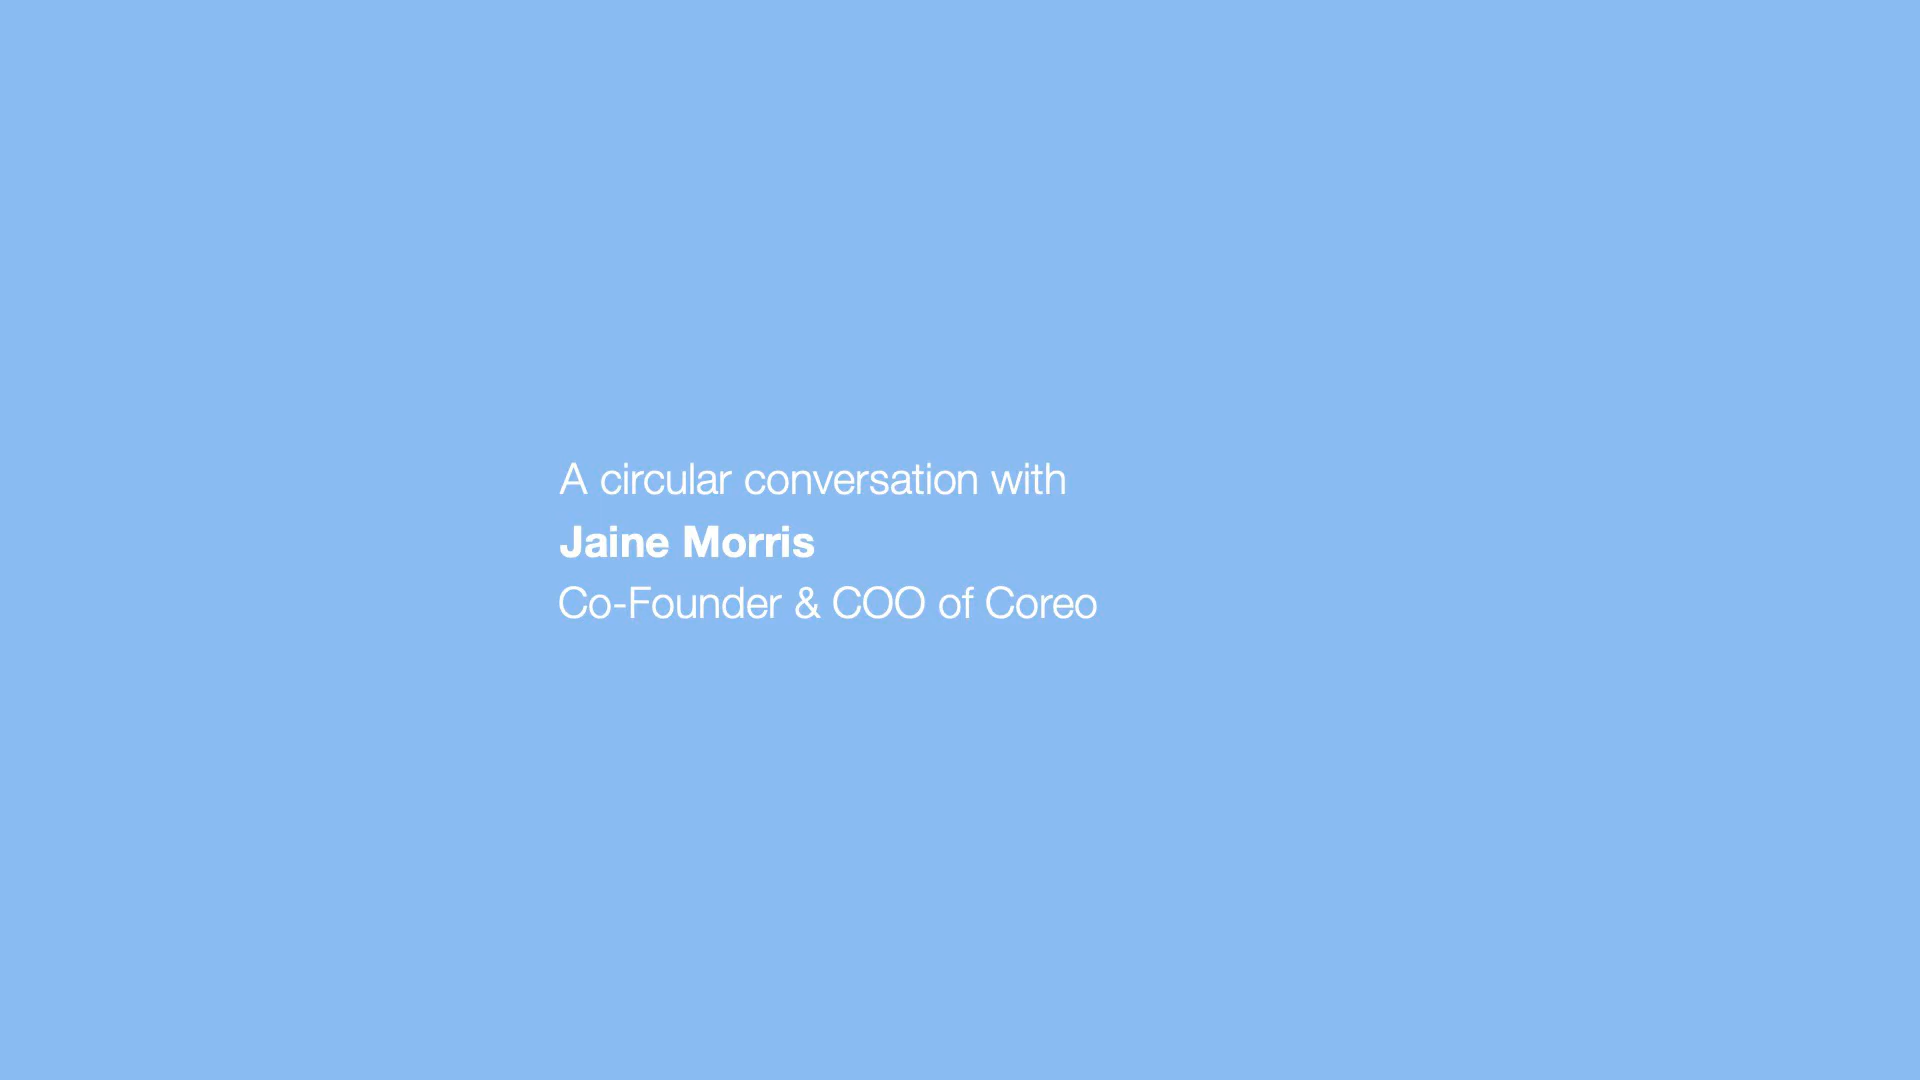 A circular conversation with
Jaine Morris
Co-Founder & COO of Coreo